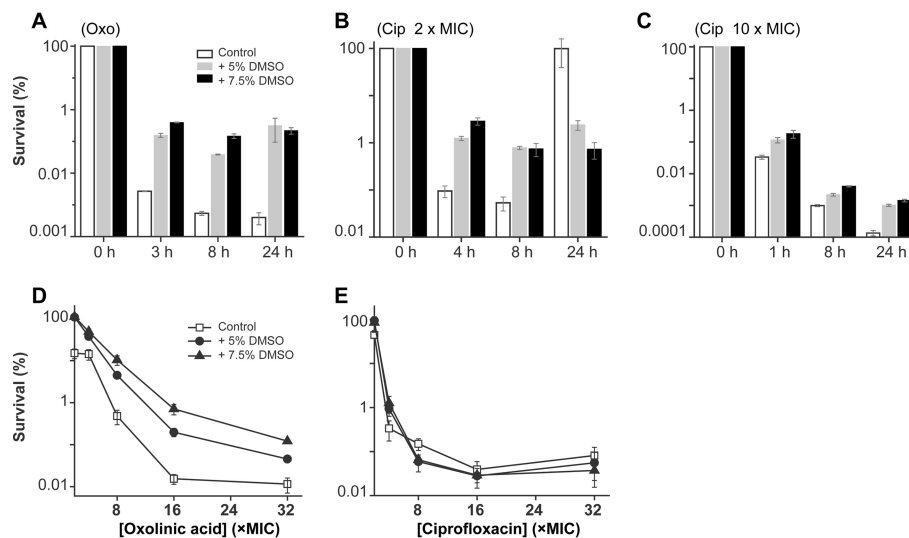 A (Oxo)
Survival (%)
100
1
0.01
0.0001
0 h 3 h 8 h 24 h
Control
+ 5% DMSO
+ 7.5% DMSO
B (Cip 2 x MIC)
100
1
0.01
0 h 4 h 8 h 24 h
C (Cip 10 x MIC)
100
1
0.01
0.0001
0 h 1 h 8 h 24 h
D
Survival (%)
100
1
0.01
8 16 24 32
[Oxolinic acid] (×MIC)
Control
+ 5% DMSO
+ 7.5% DMSO
E
100
1
0.01
8 16 24 32
[Ciprofloxacin] (×MIC)